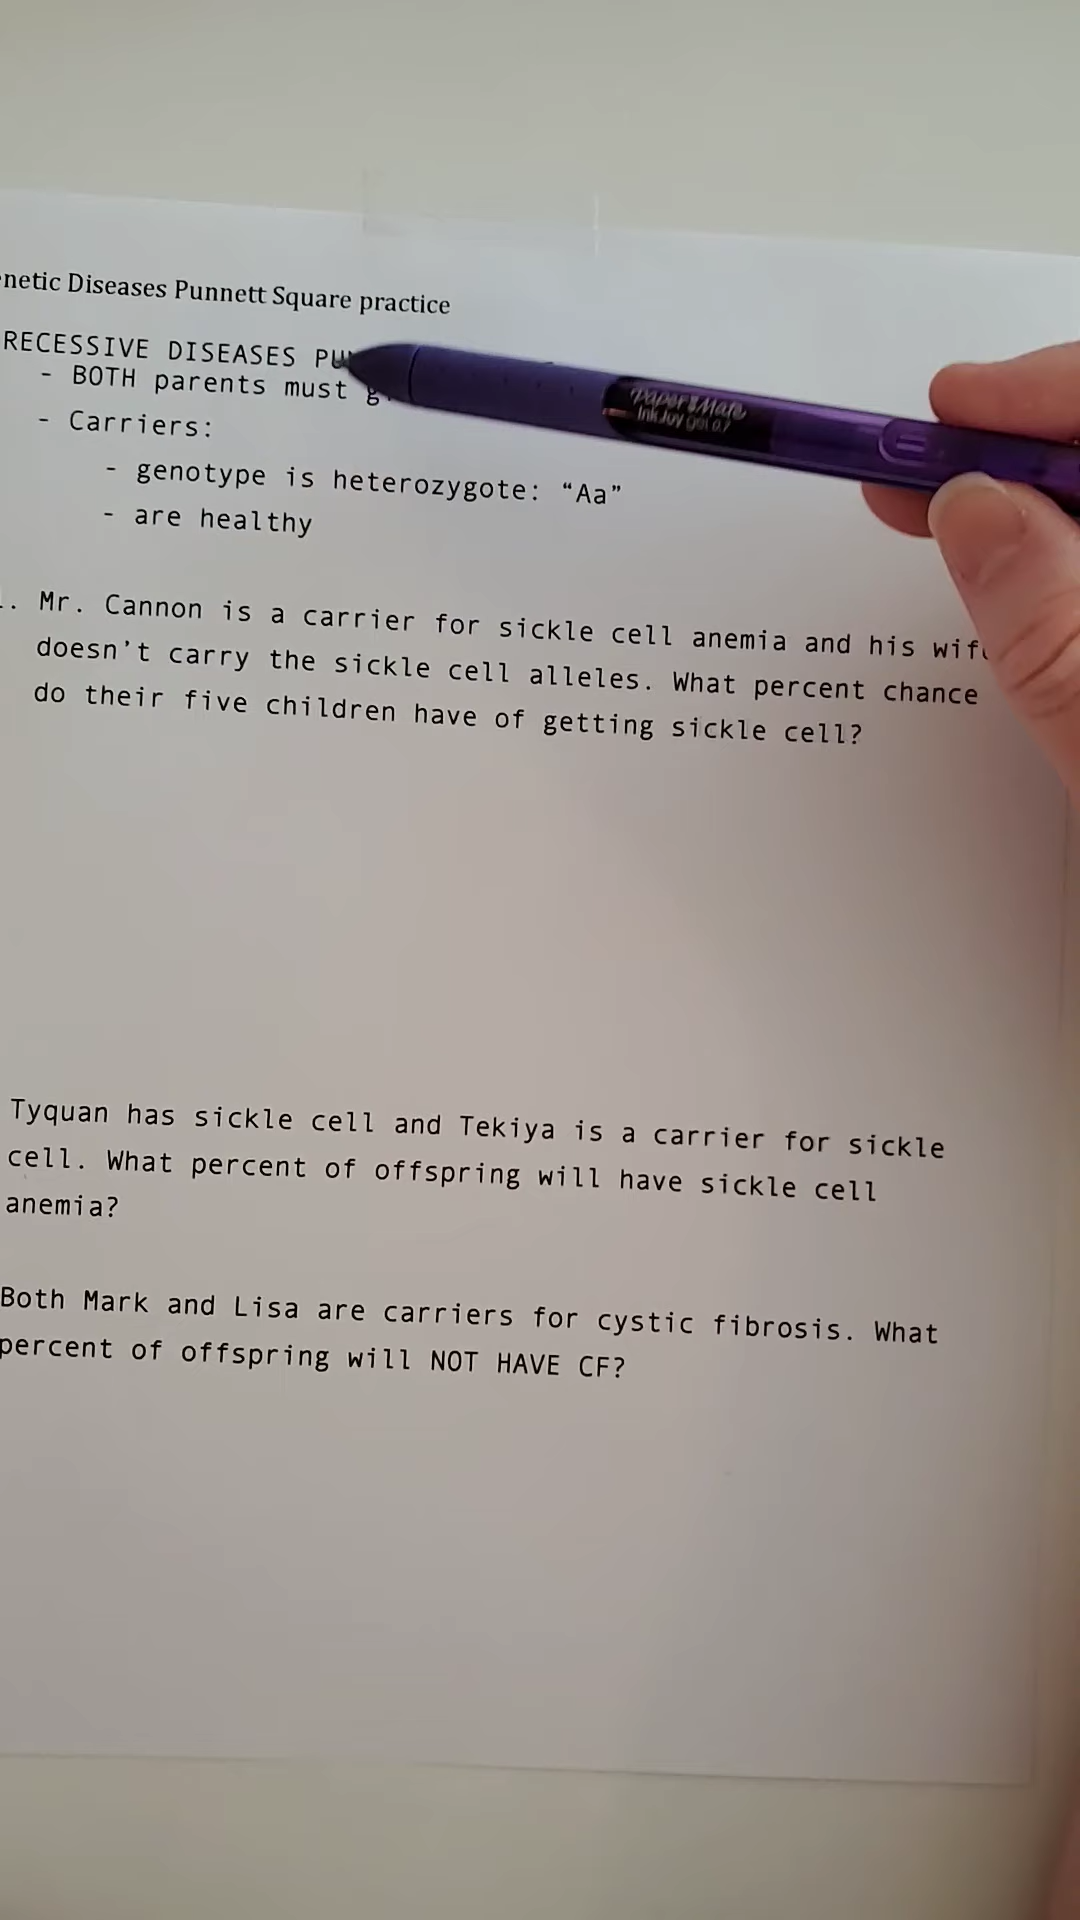 netic Diseases Punnett Square practice
RECESSIVE DISEASES
- BOTH parents must
- Carriers:
- genotype is heterozygote: “Aa”
- are healthy
. Mr. Cannon is a carrier for sickle cell anemia and his wif
doesn't carry the sickle cell alleles. What percent chance
do their five children have of getting sickle cell?
Tyquan has sickle cell and Tekiya is a carrier for sickle
cell. What percent of offspring will have sickle cell
anemia?
Both Mark and Lisa are carriers for cystic fibrosis. What
percent of offspring will NOT HAVE CF?
Paper Mate
InkJoy gel 0.7